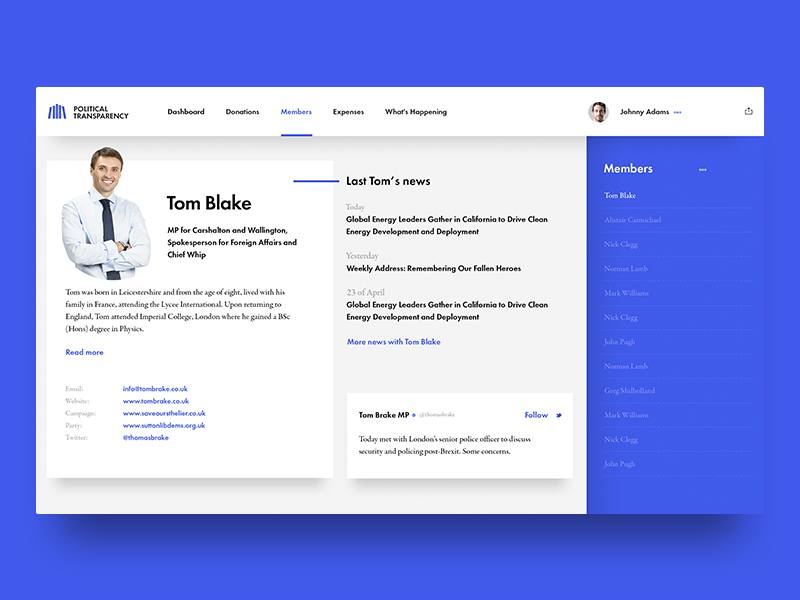 POLITICAL
TRANSPARENCY
Dashboard
Donations
Members
Expenses
What's Happening
Johnny Adams
Tom Blake
MP for Carshalton and Wallington,
Spokesperson for Foreign Affairs and
Chief Whip
Tom was born in Leicestershire and from the age of eight, lived with his
family in France, attending the Lycee International. Upon returning to
England, Tom attended Imperial College, London where he gained a BSc
(Hons) degree in Physics.
Read more
Email: info@tombrake.co.uk
Website: www.tombrake.co.uk
Campaign: www.saveoursthelier.co.uk
Party: www.suttonlibdems.org.uk
Twitter: @thomasbrake
Last Tom's news
Today
Global Energy Leaders Gather in California to Drive Clean
Energy Development and Deployment
Yesterday
Weekly Address: Remembering Our Fallen Heroes
23 of April
Global Energy Leaders Gather in California to Drive Clean
Energy Development and Deployment
More news with Tom Blake
Tom Brake MP @thomasbrake Follow
Today met with London's senior police officer to discuss
security and policing post-Brexit. Some concerns.
Members
Tom Blake
Alistair Carmichael
Nick Clegg
Norman Lamb
Mark Williams
Nick Clegg
John Pugh
Norman Lamb
Greg Mulholland
Mark Williams
Nick Clegg
John Pugh